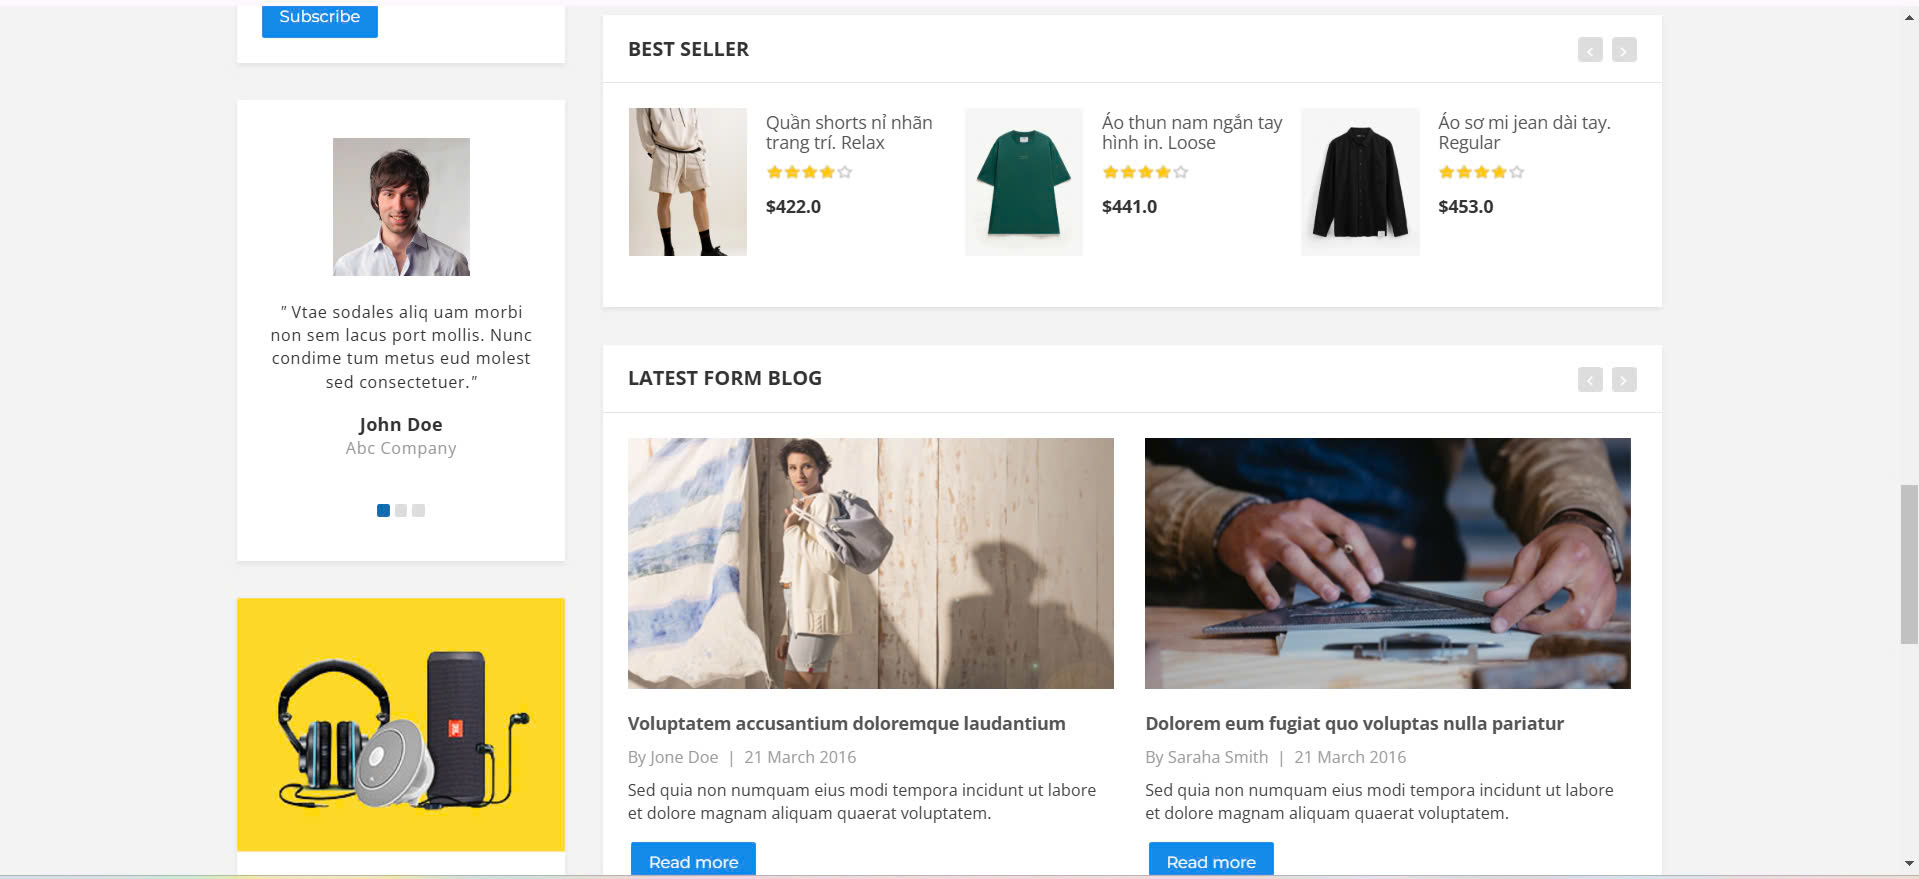 Subscribe
" Vtae sodales aliq uam morbi
non sem lacus port mollis. Nunc
condime tum metus eud molest
sed consectetuer."
John Doe
Abc Company
JBL
BEST SELLER
Quần shorts nỉ nhãn
trang trí. Relax
$422.0
Áo thun nam ngắn tay
hình in. Loose
$441.0
Áo sơ mi jean dài tay.
Regular
$453.0
LATEST FORM BLOG
Voluptatem accusantium doloremque laudantium
By Jone Doe | 21 March 2016
Sed quia non numquam eius modi tempora incidunt ut labore
et dolore magnam aliquam quaerat voluptatem.
Read more
Dolorem eum fugiat quo voluptas nulla pariatur
By Saraha Smith | 21 March 2016
Sed quia non numquam eius modi tempora incidunt ut labore
et dolore magnam aliquam quaerat voluptatem.
Read more